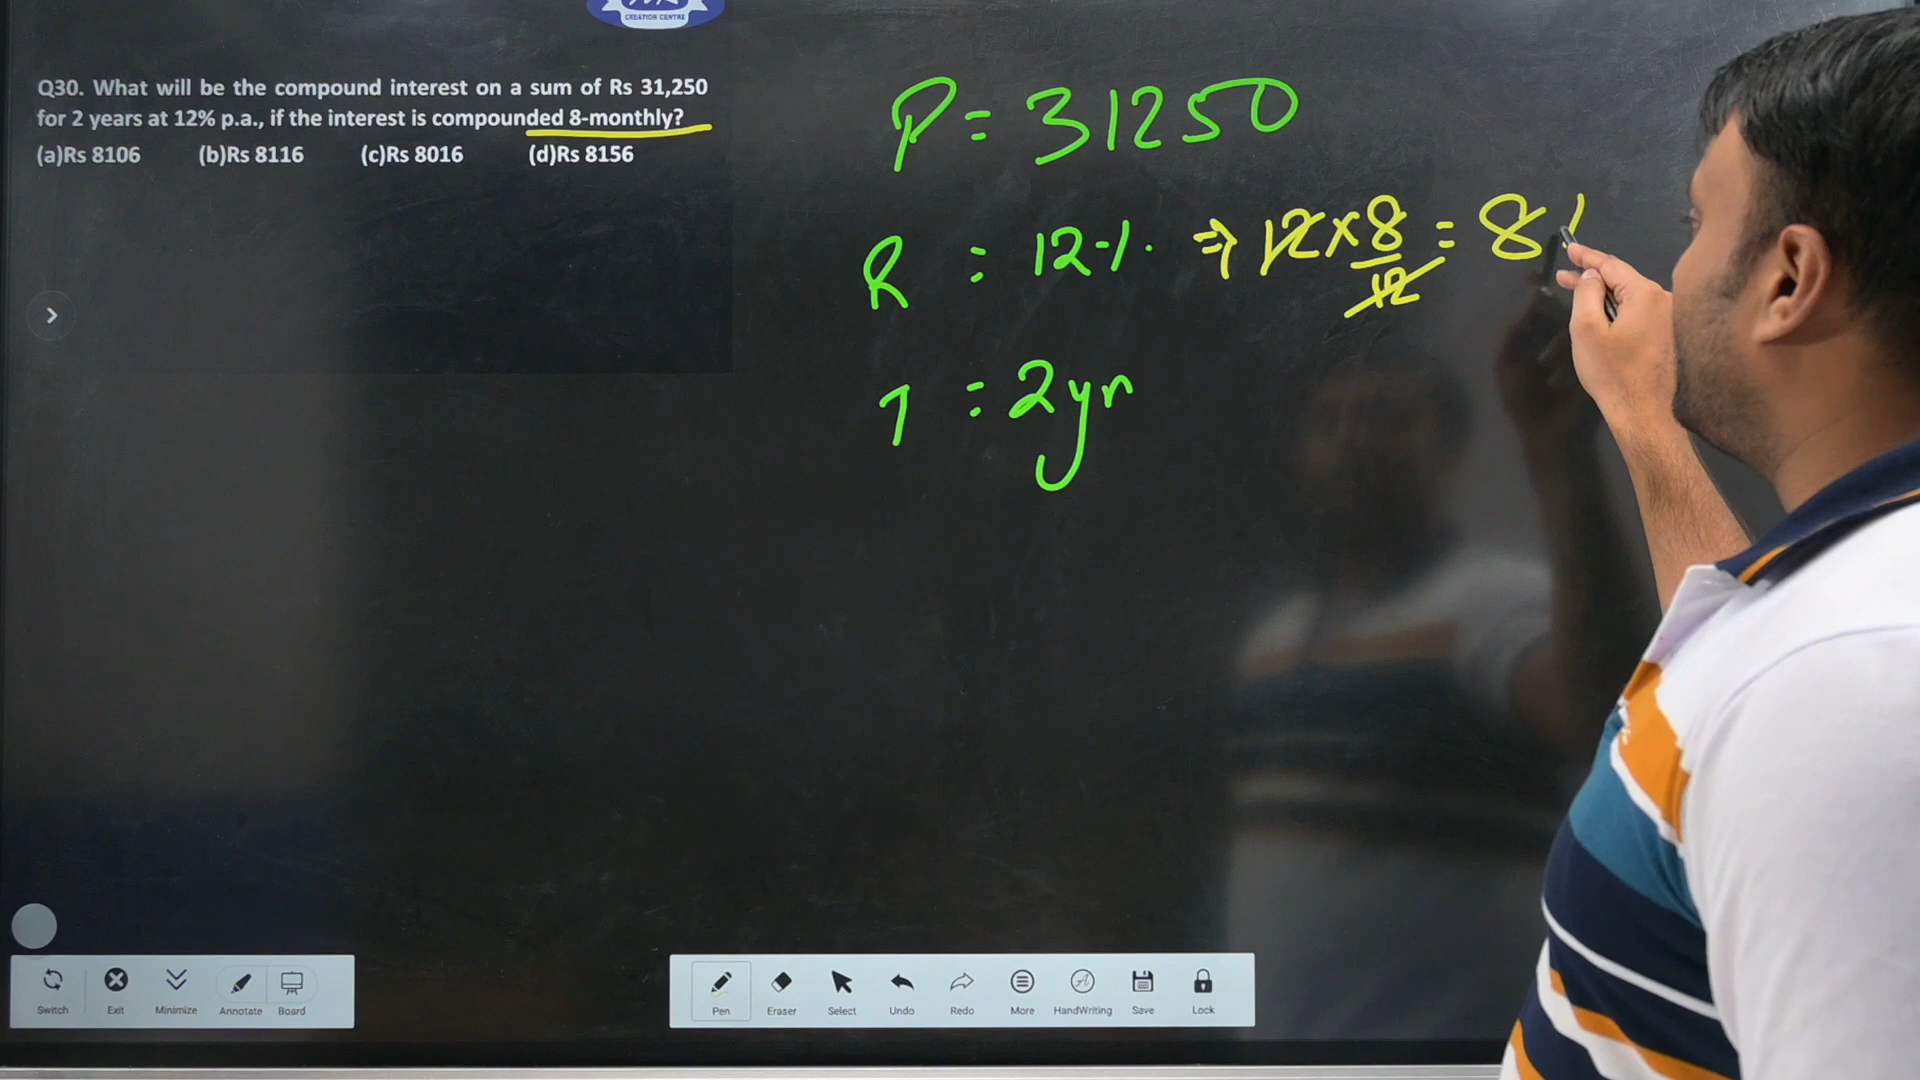 CREATION CENTRE
Q30. What will be the compound interest on a sum of Rs 31,250
for 2 years at 12% p.a., if the interest is compounded 8-monthly?
(a)Rs 8106 (b)Rs 8116 (c)Rs 8016 (d)Rs 8156
P = 31250
R = 12% ⇒ 12 × 8/12 = 8
T = 2yr
Switch Exit Minimize Annotate Board
Pen Eraser Select Undo Redo More HandWriting Save Lock